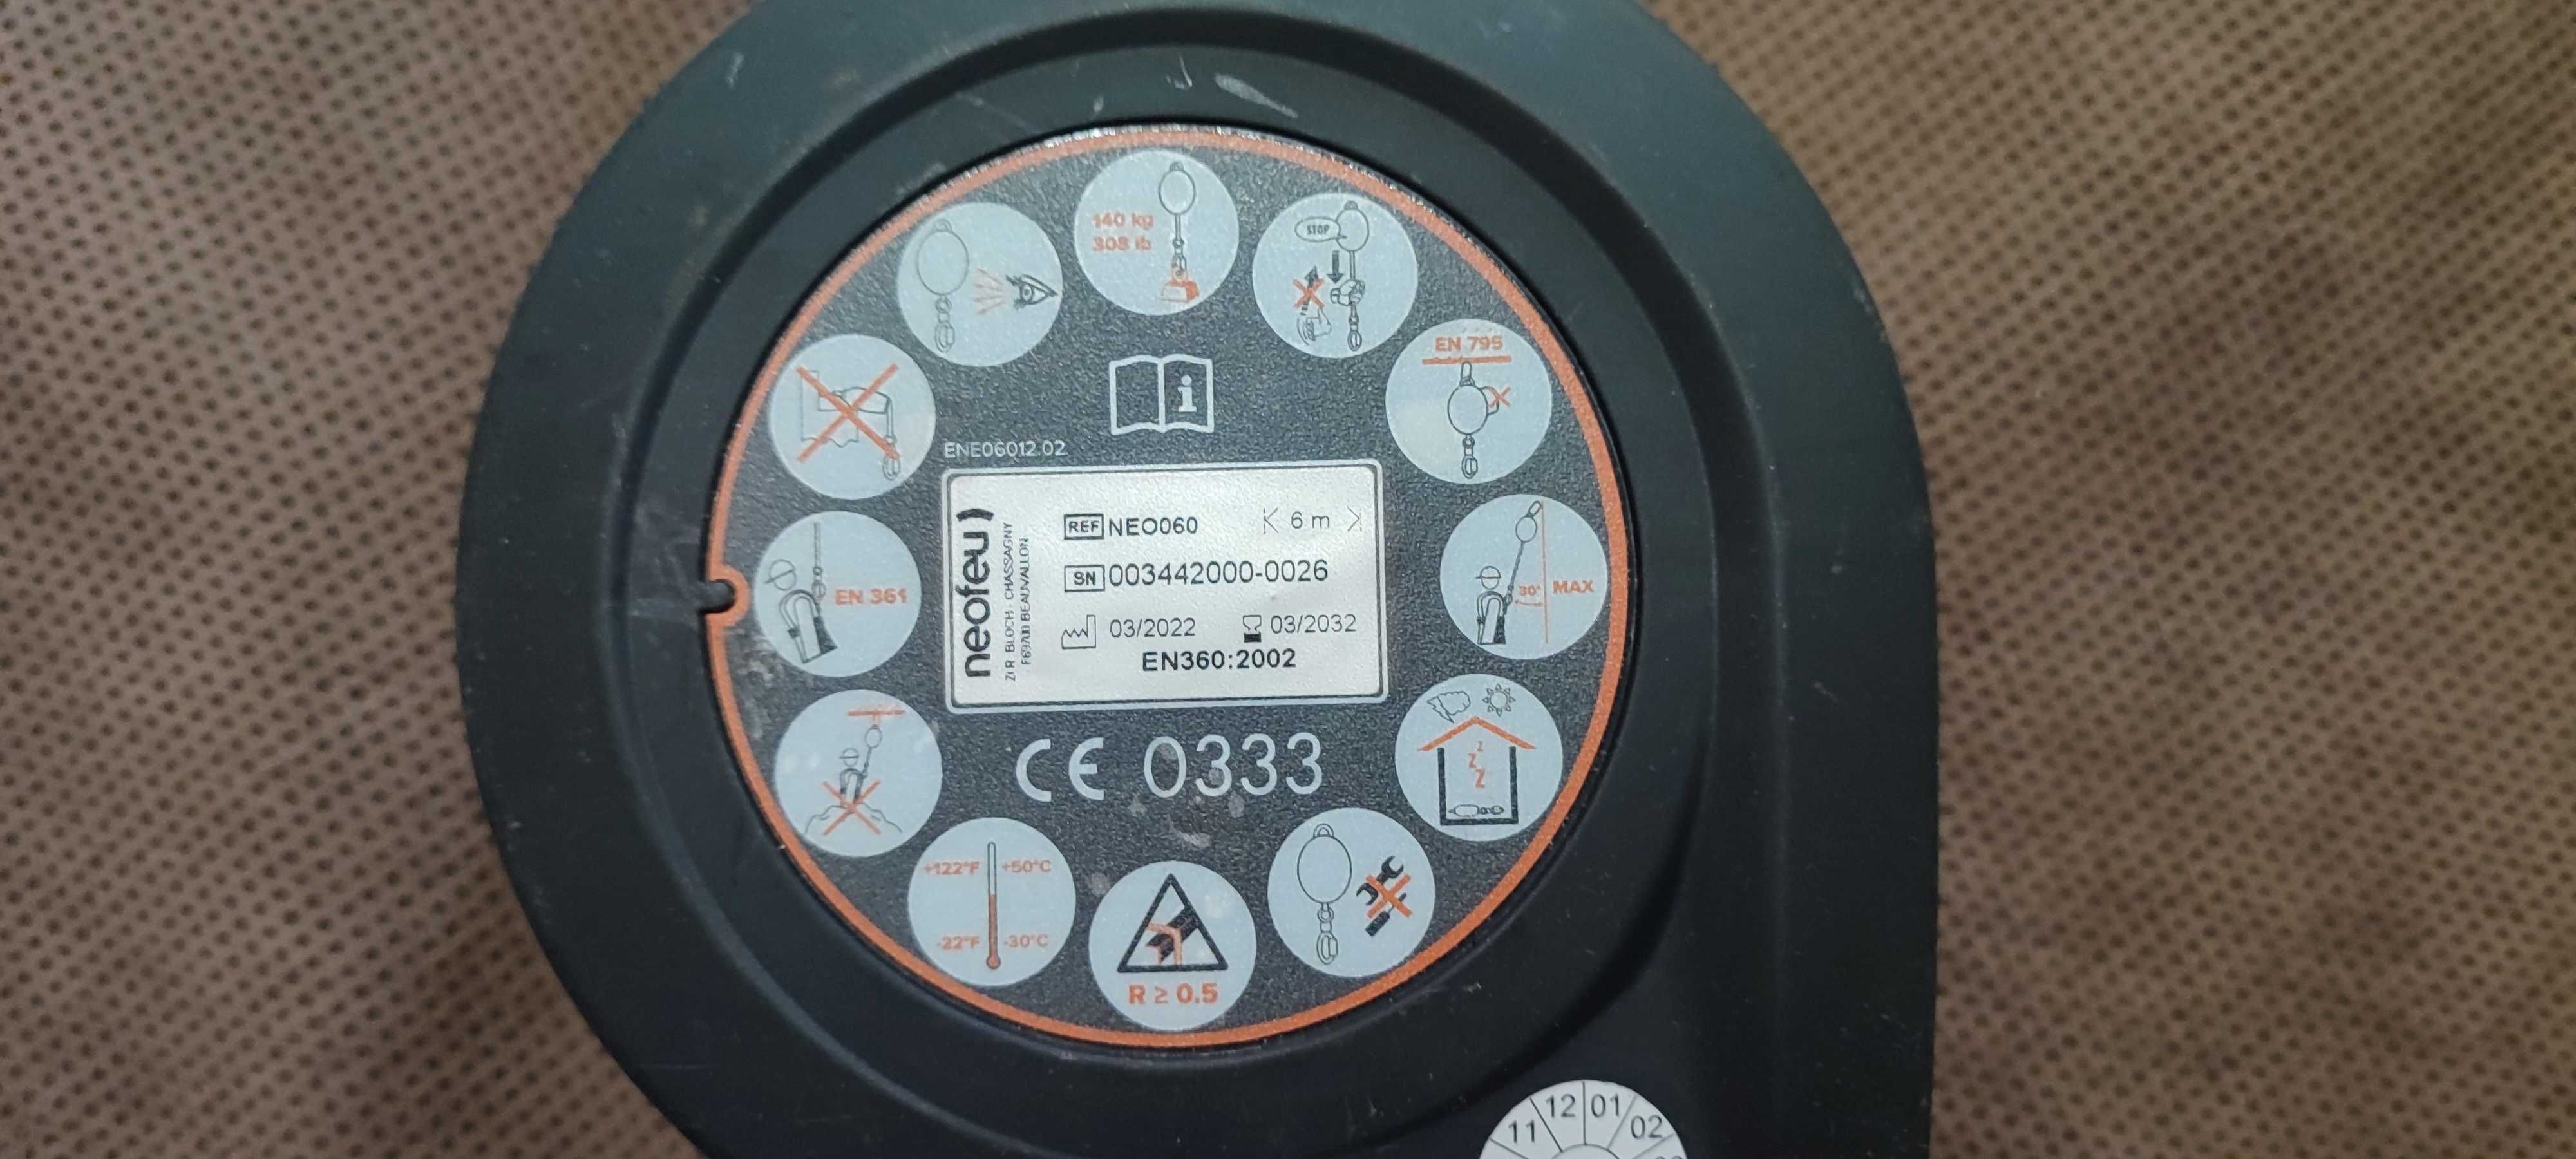 140 kg
308 lb
STOP
EN 795
i
ENE06012.02
neofeu
ZI R. BLOCH - CHASSAGNY
F69700 BEAUVALLON
REF NEO060
6 m
SN 003442000-0026
03/2022
03/2032
EN360:2002
EN 361
30° MAX
z
z
z
CE 0333
+122°F +50°C
-22°F -30°C
R ≥ 0.5
11 12 01 02